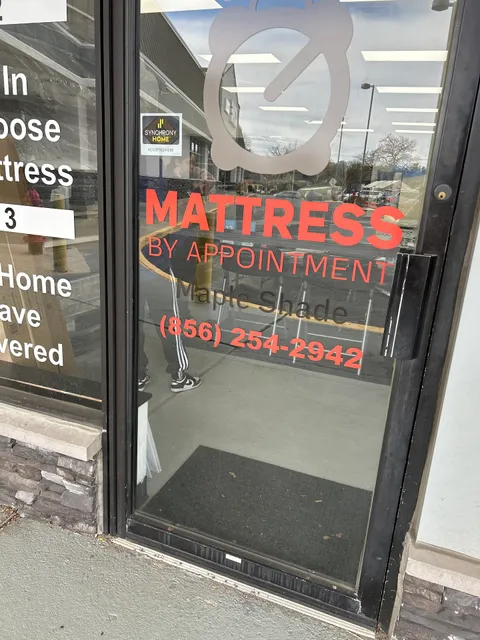 In
oose
ttress
3
Home
ave
vered
SYNCHRONY
HOME
MATTRESS
BY APPOINTMENT
Maple Shade
(856) 254-2942